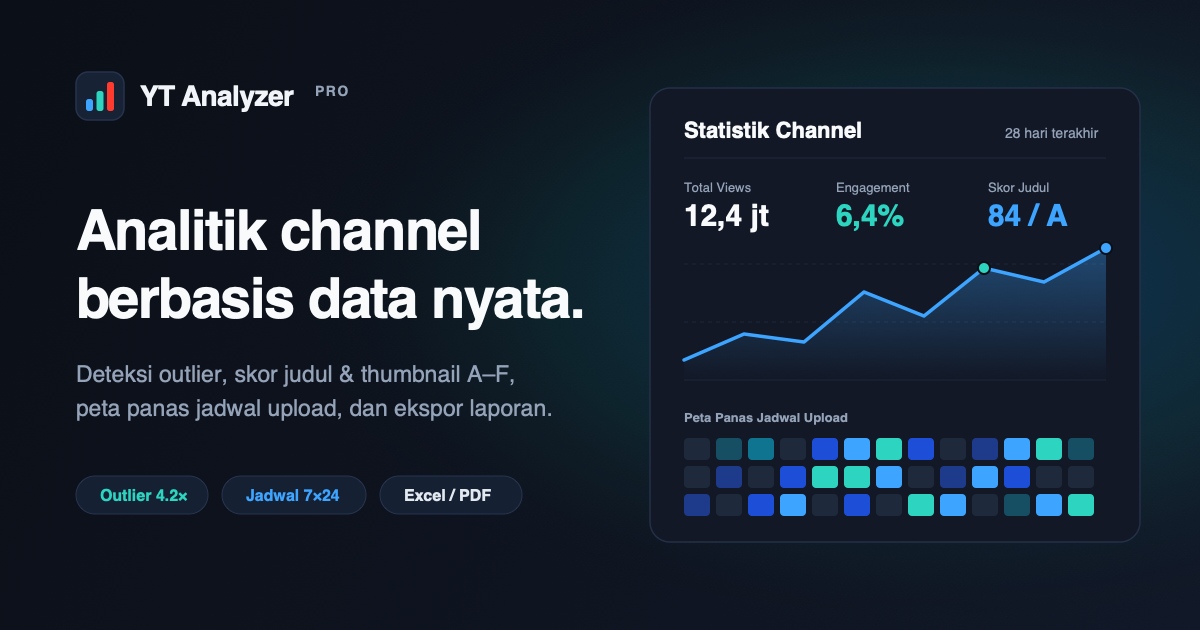 YT Analyzer PRO
Analitik channel
berbasis data nyata.
Deteksi outlier, skor judul & thumbnail A–F,
peta panas jadwal upload, dan ekspor laporan.
Outlier 4.2× Jadwal 7×24 Excel / PDF
Statistik Channel 28 hari terakhir
Total Views Engagement Skor Judul
12,4 jt 6,4% 84 / A
Peta Panas Jadwal Upload